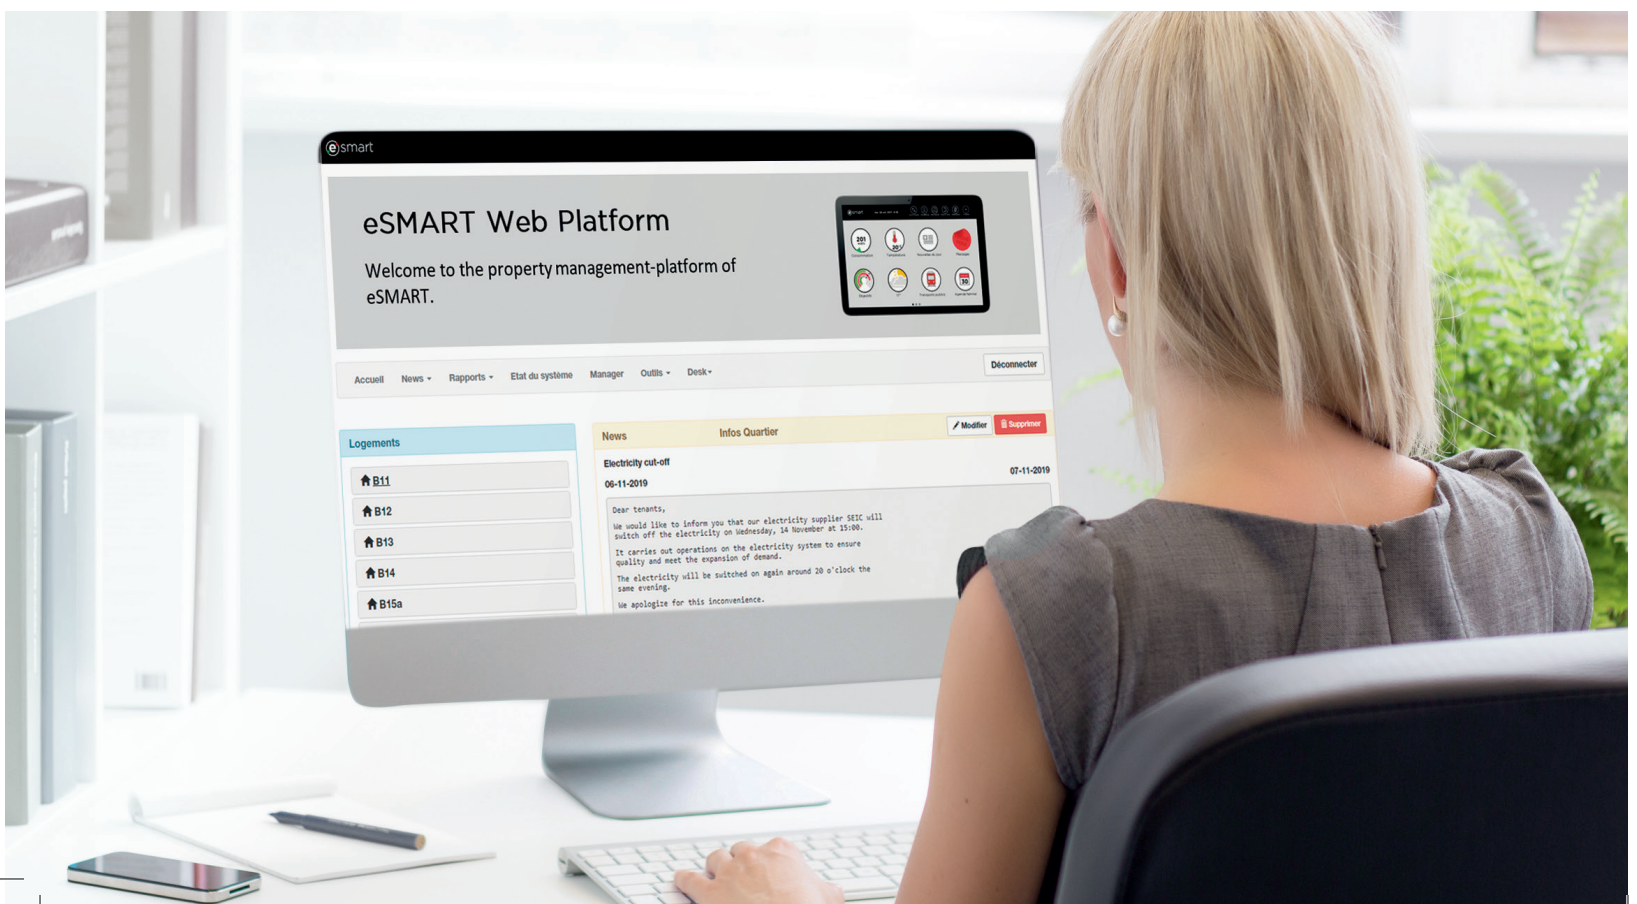 esmart
eSMART Web Platform
Welcome to the property management-platform of
eSMART.
201
20°
30
Accueil News Rapports Etat du système Manager Outils Desk
Déconnecter
Logements
B11
B12
B13
B14
B15a
News Infos Quartier Modifier Supprimer
Electricity cut-off
06-11-2019 07-11-2019
Dear tenants,
We would like to inform you that our electricity supplier SEIC will
switch off the electricity on Wednesday, 14 November at 15:00.
It carries out operations on the electricity system to ensure
quality and meet the expansion of demand.
The electricity will be switched on again around 20 o'clock the
same evening.
We apologize for this inconvenience.